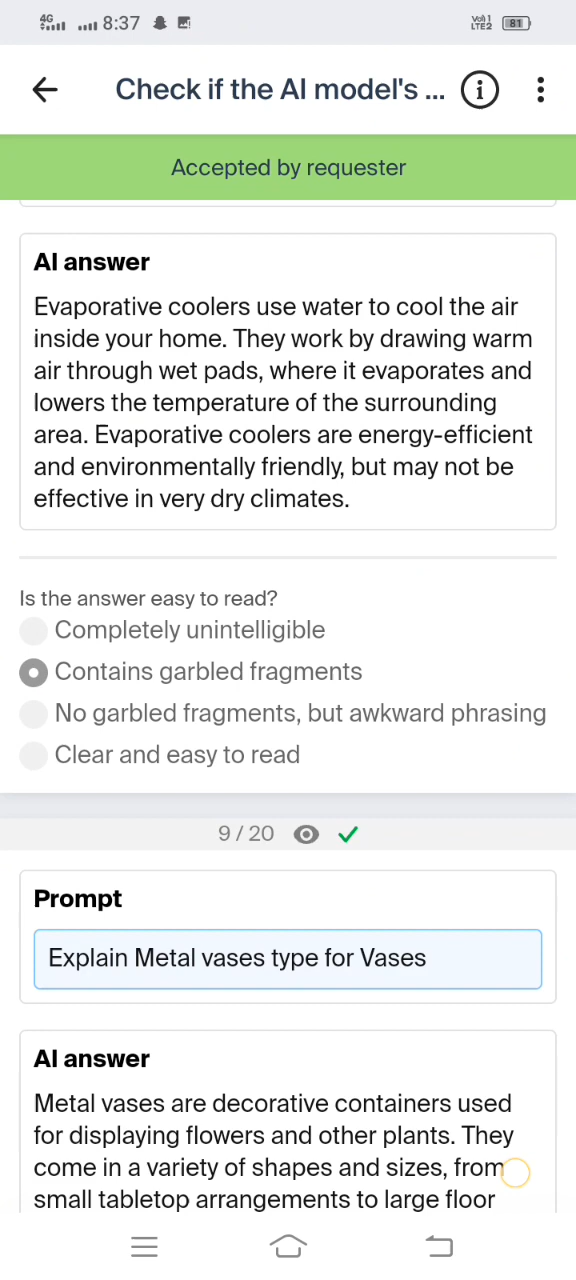 4G 8:37 Vo) 1 LTE2 81
Check if the AI model's ...
Accepted by requester
AI answer
Evaporative coolers use water to cool the air
inside your home. They work by drawing warm
air through wet pads, where it evaporates and
lowers the temperature of the surrounding
area. Evaporative coolers are energy-efficient
and environmentally friendly, but may not be
effective in very dry climates.
Is the answer easy to read?
Completely unintelligible
Contains garbled fragments
No garbled fragments, but awkward phrasing
Clear and easy to read
9 / 20
Prompt
Explain Metal vases type for Vases
AI answer
Metal vases are decorative containers used
for displaying flowers and other plants. They
come in a variety of shapes and sizes, from
small tabletop arrangements to large floor